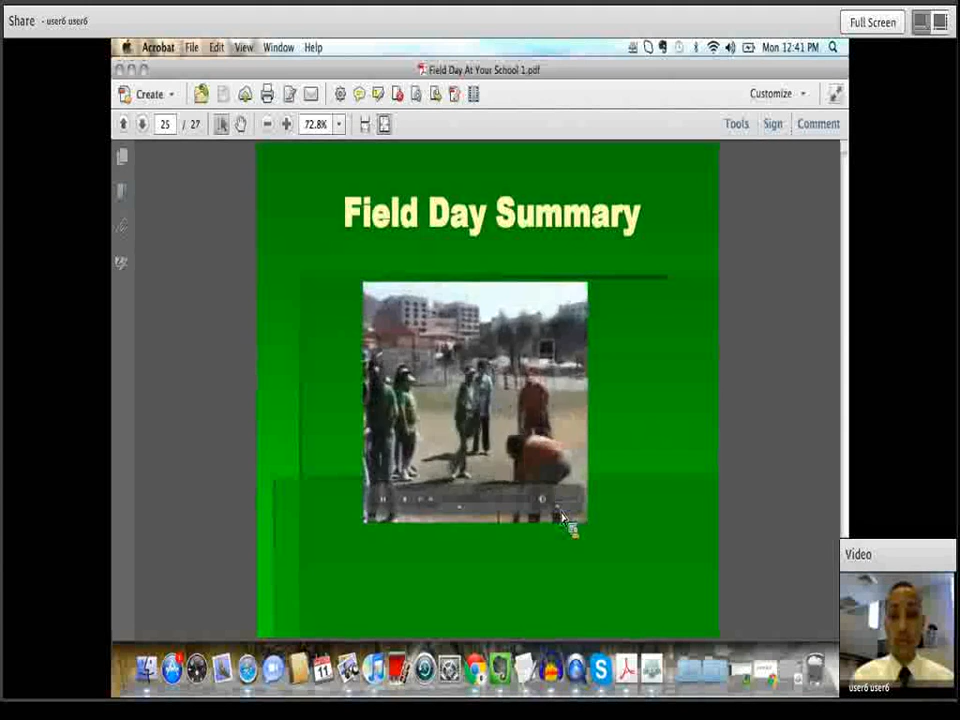 Share - user6 user6
Full Screen
Acrobat File Edit View Window Help
Mon 12:41 PM
Field Day At Your School 1.pdf
Create
Customize
25 / 27
72.8%
Tools Sign Comment
Field Day Summary
Video
11
user6 user6